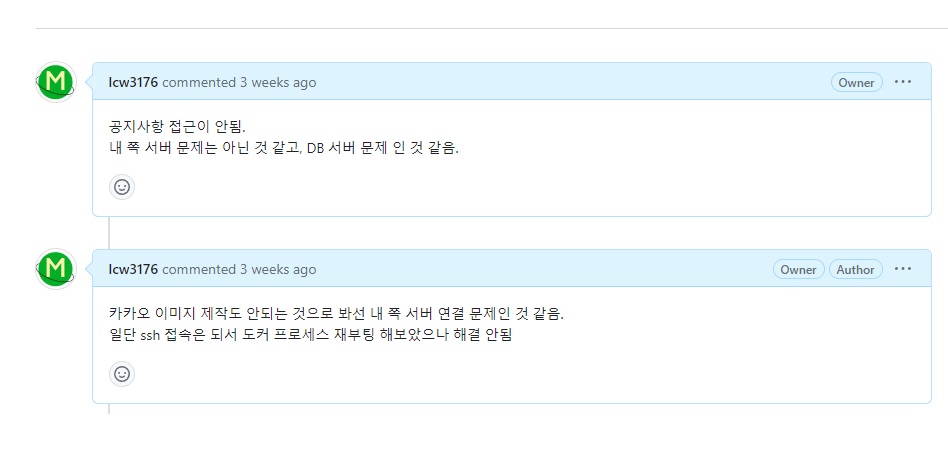 lcw3176 commented 3 weeks ago Owner ...
공지사항 접근이 안됨.
내 쪽 서버 문제는 아닌 것 같고, DB 서버 문제 인 것 같음.
lcw3176 commented 3 weeks ago Owner Author ...
카카오 이미지 제작도 안되는 것으로 봐선 내 쪽 서버 연결 문제인 것 같음.
일단 ssh 접속은 되서 도커 프로세스 재부팅 해보았으나 해결 안됨